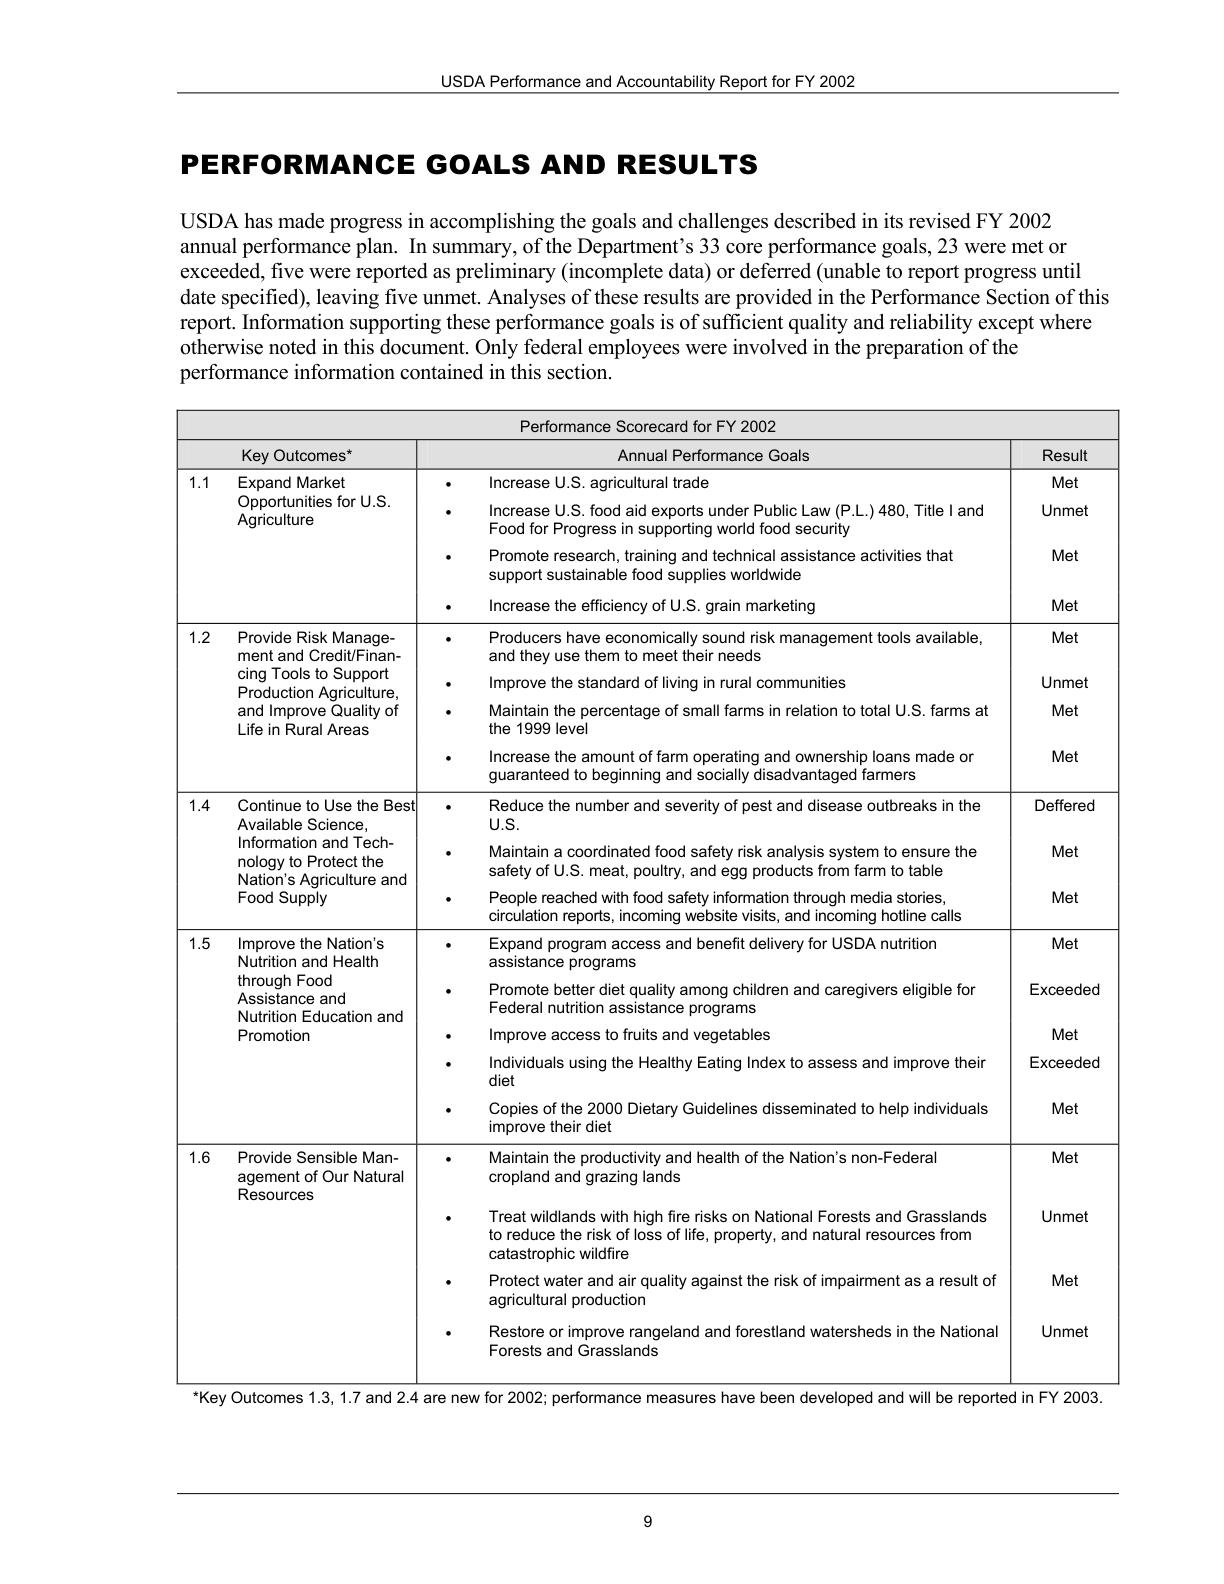 USDA Performance and Accountability Report for FY 2002
PERFORMANCE GOALS AND RESULTS
USDA has made progress in accomplishing the goals and challenges described in its revised FY 2002
annual performance plan.  In summary, of the Department’s 33 core performance goals, 23 were met or
exceeded, five were reported as preliminary (incomplete data) or deferred (unable to report progress until
date specified), leaving five unmet. Analyses of these results are provided in the Performance Section of this
report. Information supporting these performance goals is of sufficient quality and reliability except where
otherwise noted in this document. Only federal employees were involved in the preparation of the
performance information contained in this section.
Performance Scorecard for FY 2002
Key Outcomes* Annual Performance Goals Result
1.1 Expand Market
Opportunities for U.S.
Agriculture
• Increase U.S. agricultural trade Met
• Increase U.S. food aid exports under Public Law (P.L.) 480, Title I and Unmet
Food for Progress in supporting world food security
• Promote research, training and technical assistance activities that Met
support sustainable food supplies worldwide
• Increase the efficiency of U.S. grain marketing Met
1.2 Provide Risk Manage-
ment and Credit/Finan-
cing Tools to Support
Production Agriculture,
and Improve Quality of
Life in Rural Areas
• Producers have economically sound risk management tools available, Met
and they use them to meet their needs
• Improve the standard of living in rural communities Unmet
• Maintain the percentage of small farms in relation to total U.S. farms at Met
the 1999 level
• Increase the amount of farm operating and ownership loans made or Met
guaranteed to beginning and socially disadvantaged farmers
1.4 Continue to Use the Best
Available Science,
Information and Tech-
nology to Protect the
Nation’s Agriculture and
Food Supply
• Reduce the number and severity of pest and disease outbreaks in the Deffered
U.S.
• Maintain a coordinated food safety risk analysis system to ensure the Met
safety of U.S. meat, poultry, and egg products from farm to table
• People reached with food safety information through media stories, Met
circulation reports, incoming website visits, and incoming hotline calls
1.5 Improve the Nation’s
Nutrition and Health
through Food
Assistance and
Nutrition Education and
Promotion
• Expand program access and benefit delivery for USDA nutrition Met
assistance programs
• Promote better diet quality among children and caregivers eligible for Exceeded
Federal nutrition assistance programs
• Improve access to fruits and vegetables Met
• Individuals using the Healthy Eating Index to assess and improve their Exceeded
diet
• Copies of the 2000 Dietary Guidelines disseminated to help individuals Met
improve their diet
1.6 Provide Sensible Man-
agement of Our Natural
Resources
• Maintain the productivity and health of the Nation’s non-Federal Met
cropland and grazing lands
• Treat wildlands with high fire risks on National Forests and Grasslands Unmet
to reduce the risk of loss of life, property, and natural resources from
catastrophic wildfire
• Protect water and air quality against the risk of impairment as a result of Met
agricultural production
• Restore or improve rangeland and forestland watersheds in the National Unmet
Forests and Grasslands
*Key Outcomes 1.3, 1.7 and 2.4 are new for 2002; performance measures have been developed and will be reported in FY 2003.
9